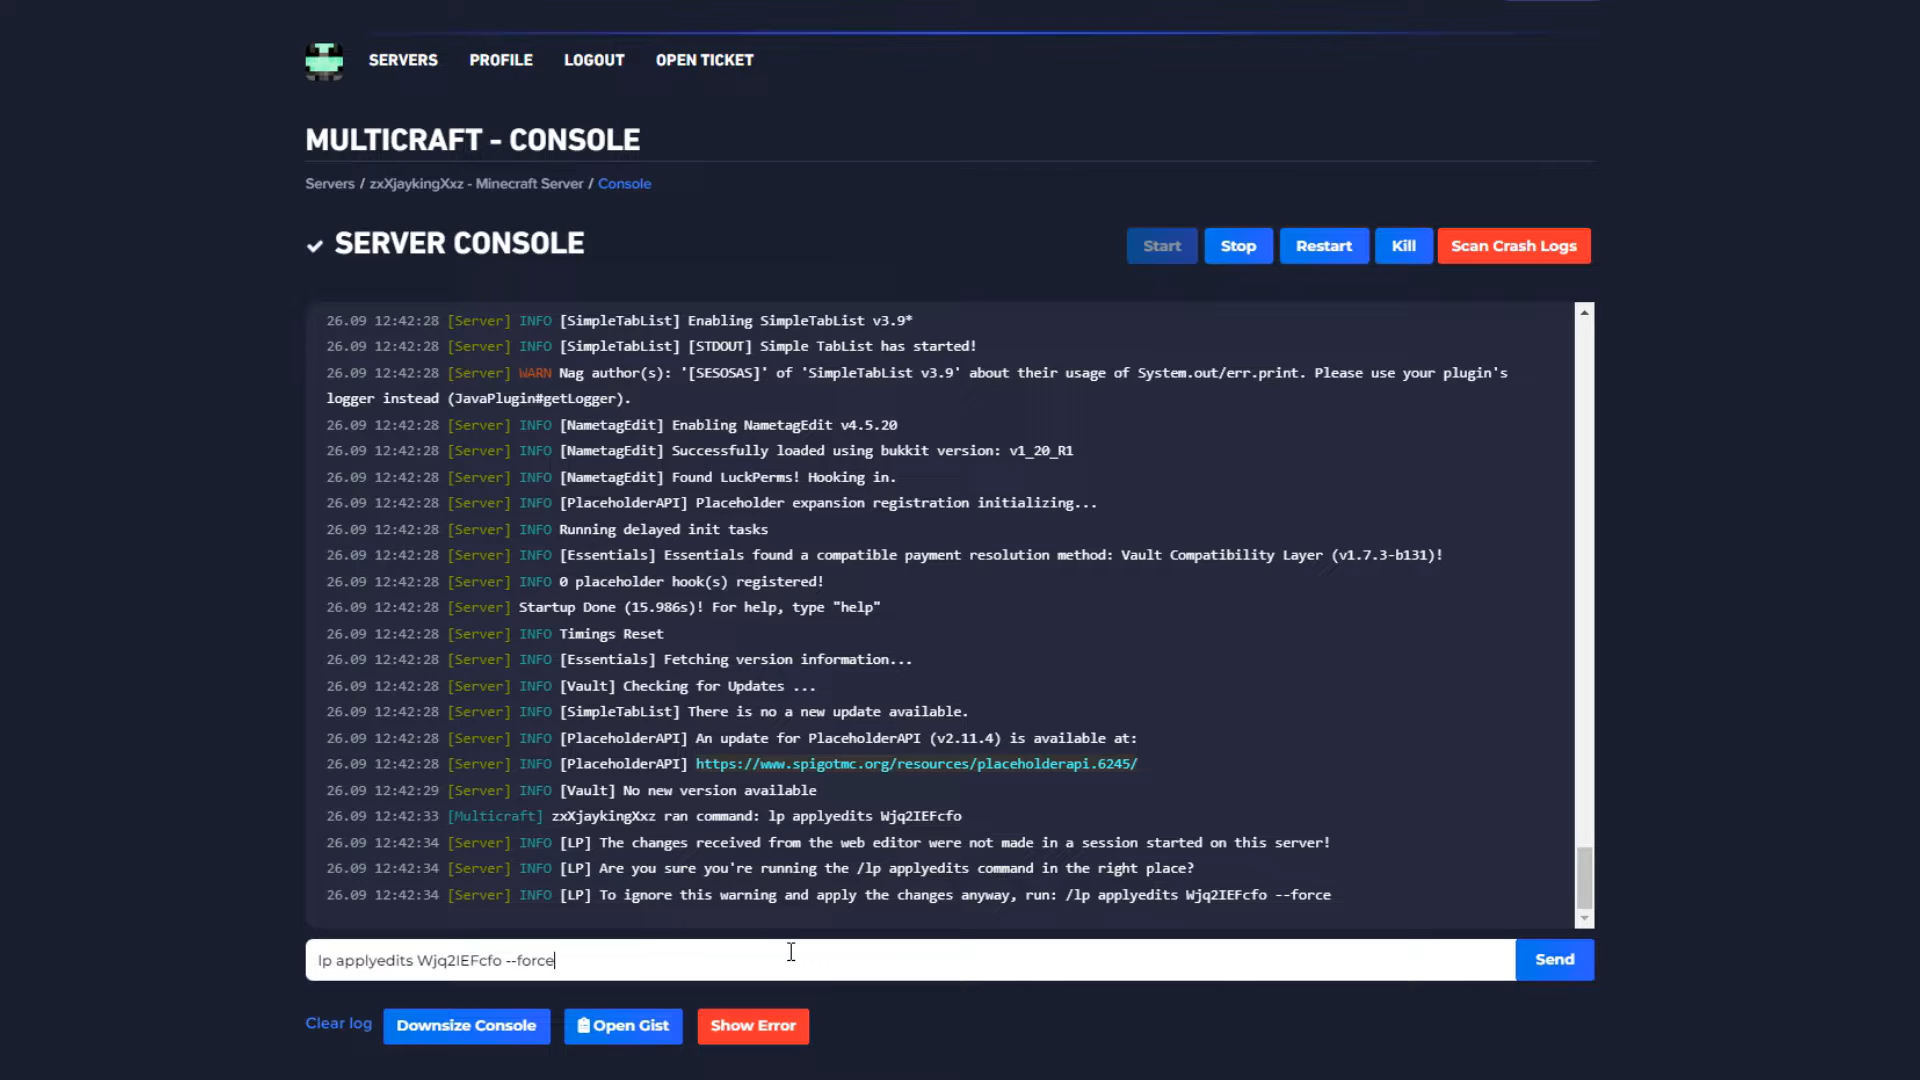 SERVERS PROFILE LOGOUT OPEN TICKET
MULTICRAFT - CONSOLE
Servers / zxXjaykingXxz - Minecraft Server / Console
SERVER CONSOLE
Start Stop Restart Kill Scan Crash Logs
26.09 12:42:28 [Server] INFO [SimpleTabList] Enabling SimpleTabList v3.9*
26.09 12:42:28 [Server] INFO [SimpleTabList] [STDOUT] Simple TabList has started!
26.09 12:42:28 [Server] WARN Nag author(s): '[SESOSAS]' of 'SimpleTabList v3.9' about their usage of System.out/err.print. Please use your plugin's
logger instead (JavaPlugin#getLogger).
26.09 12:42:28 [Server] INFO [NametagEdit] Enabling NametagEdit v4.5.20
26.09 12:42:28 [Server] INFO [NametagEdit] Successfully loaded using bukkit version: v1_20_R1
26.09 12:42:28 [Server] INFO [NametagEdit] Found LuckPerms! Hooking in.
26.09 12:42:28 [Server] INFO [PlaceholderAPI] Placeholder expansion registration initializing...
26.09 12:42:28 [Server] INFO Running delayed init tasks
26.09 12:42:28 [Server] INFO [Essentials] Essentials found a compatible payment resolution method: Vault Compatibility Layer (v1.7.3-b131)!
26.09 12:42:28 [Server] INFO 0 placeholder hook(s) registered!
26.09 12:42:28 [Server] Startup Done (15.986s)! For help, type "help"
26.09 12:42:28 [Server] INFO Timings Reset
26.09 12:42:28 [Server] INFO [Essentials] Fetching version information...
26.09 12:42:28 [Server] INFO [Vault] Checking for Updates ...
26.09 12:42:28 [Server] INFO [SimpleTabList] There is no a new update available.
26.09 12:42:28 [Server] INFO [PlaceholderAPI] An update for PlaceholderAPI (v2.11.4) is available at:
26.09 12:42:28 [Server] INFO [PlaceholderAPI] https://www.spigotmc.org/resources/placeholderapi.6245/
26.09 12:42:29 [Server] INFO [Vault] No new version available
26.09 12:42:33 [Multicraft] zxXjaykingXxz ran command: lp applyedits Wjq2IEFcfo
26.09 12:42:34 [Server] INFO [LP] The changes received from the web editor were not made in a session started on this server!
26.09 12:42:34 [Server] INFO [LP] Are you sure you're running the /lp applyedits command in the right place?
26.09 12:42:34 [Server] INFO [LP] To ignore this warning and apply the changes anyway, run: /lp applyedits Wjq2IEFcfo --force
lp applyedits Wjq2IEFcfo --force
Send
Clear log Downsize Console Open Gist Show Error